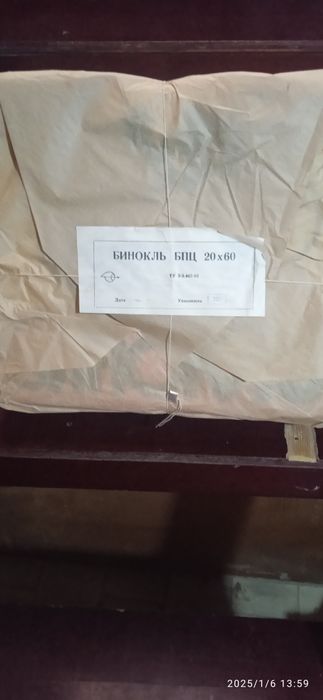 БИНОКЛЬ БПЦ 20х60
ТУ
Дата
Упаковщик
2025/1/6 13:59